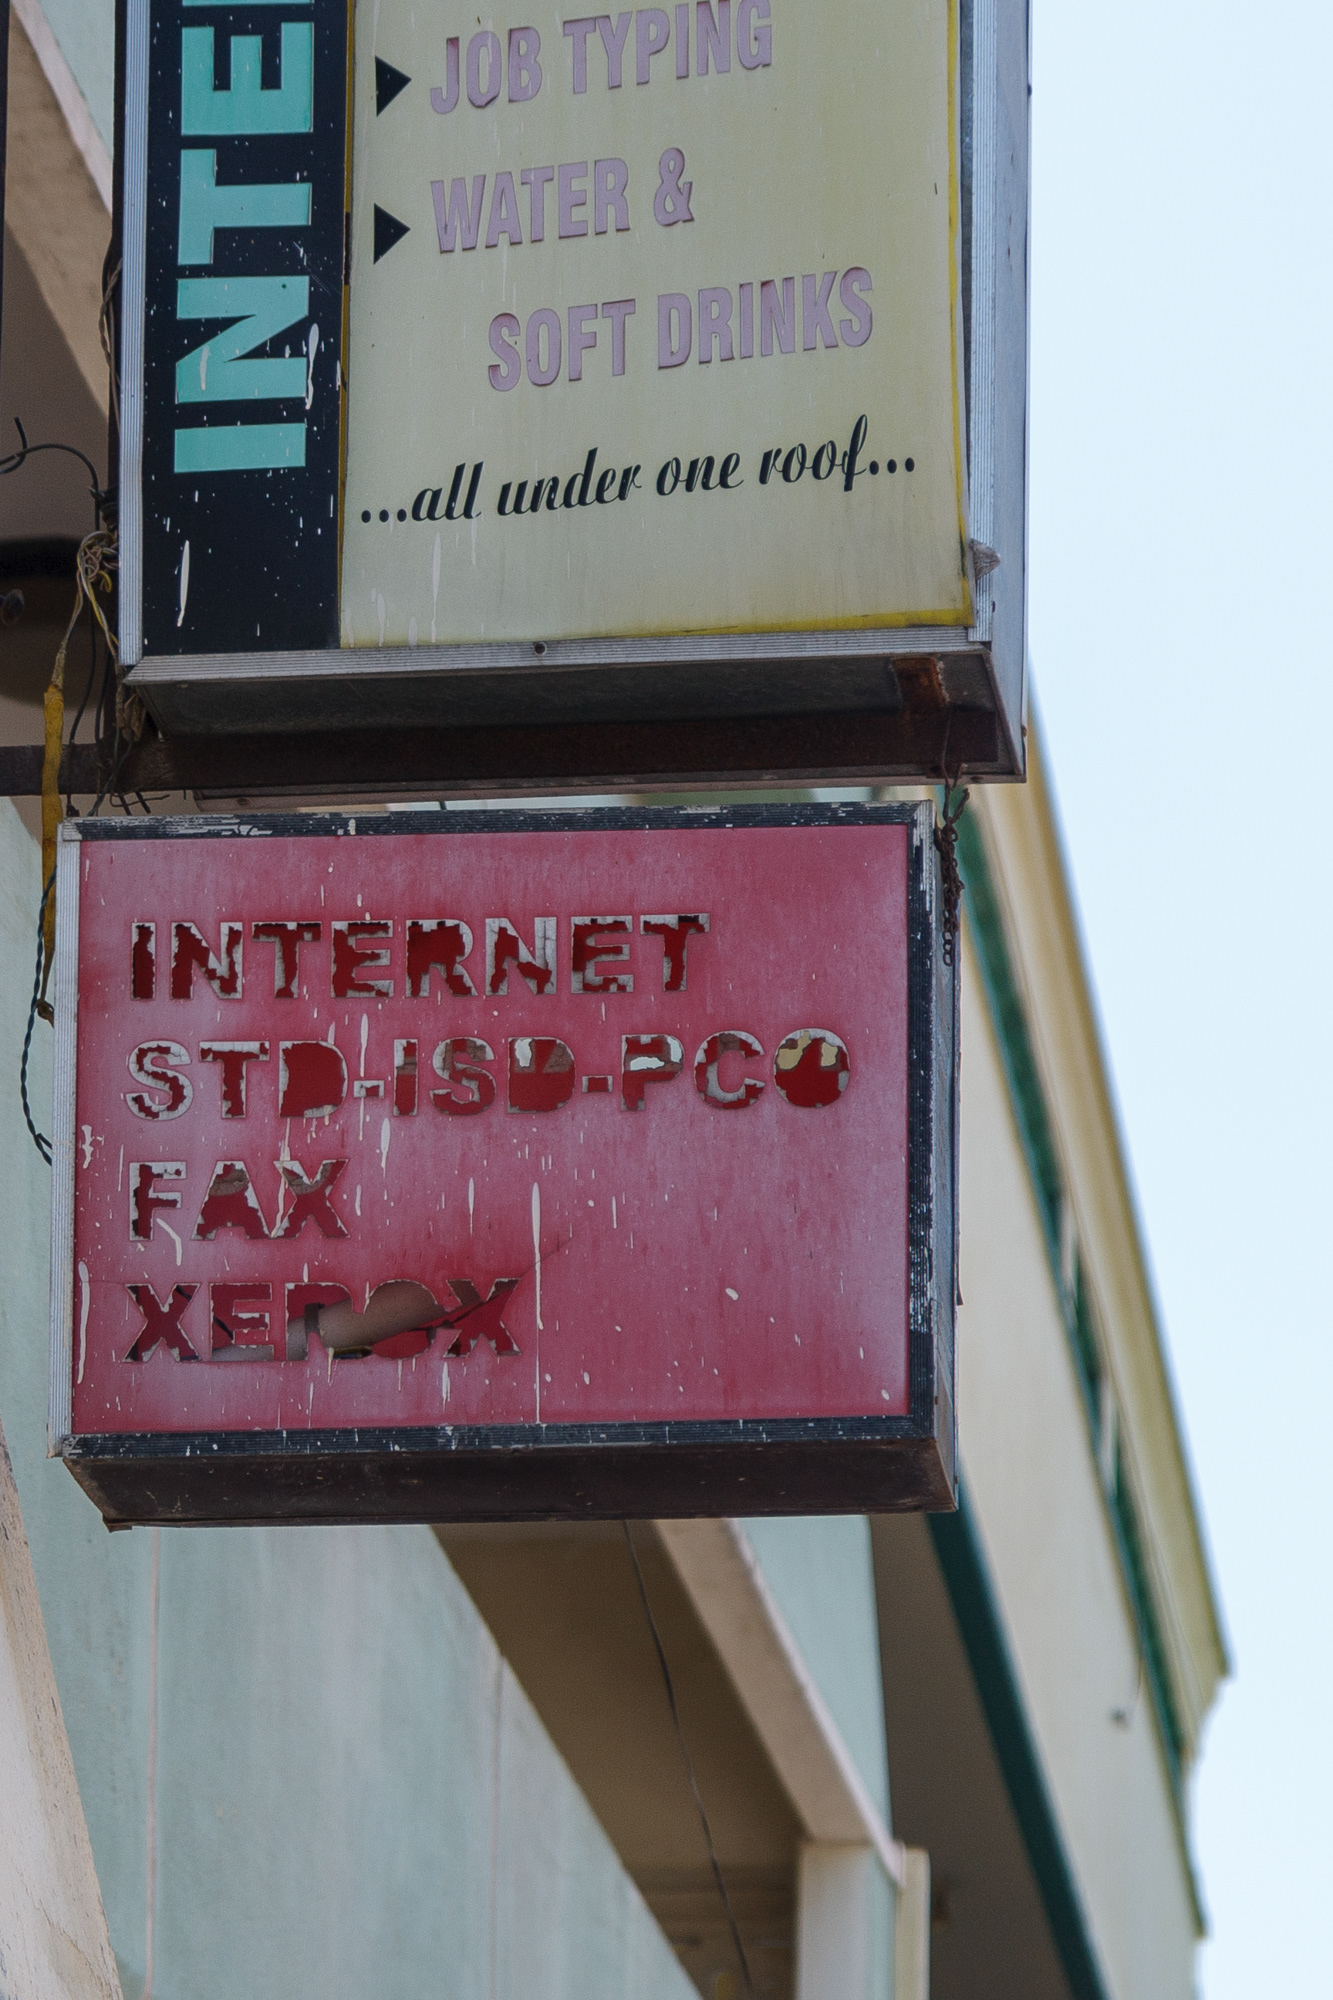 INTE
JOB TYPING
WATER &
SOFT DRINKS
...all under one roof...
INTERNET
STD-ISD-PCO
FAX
XEROX